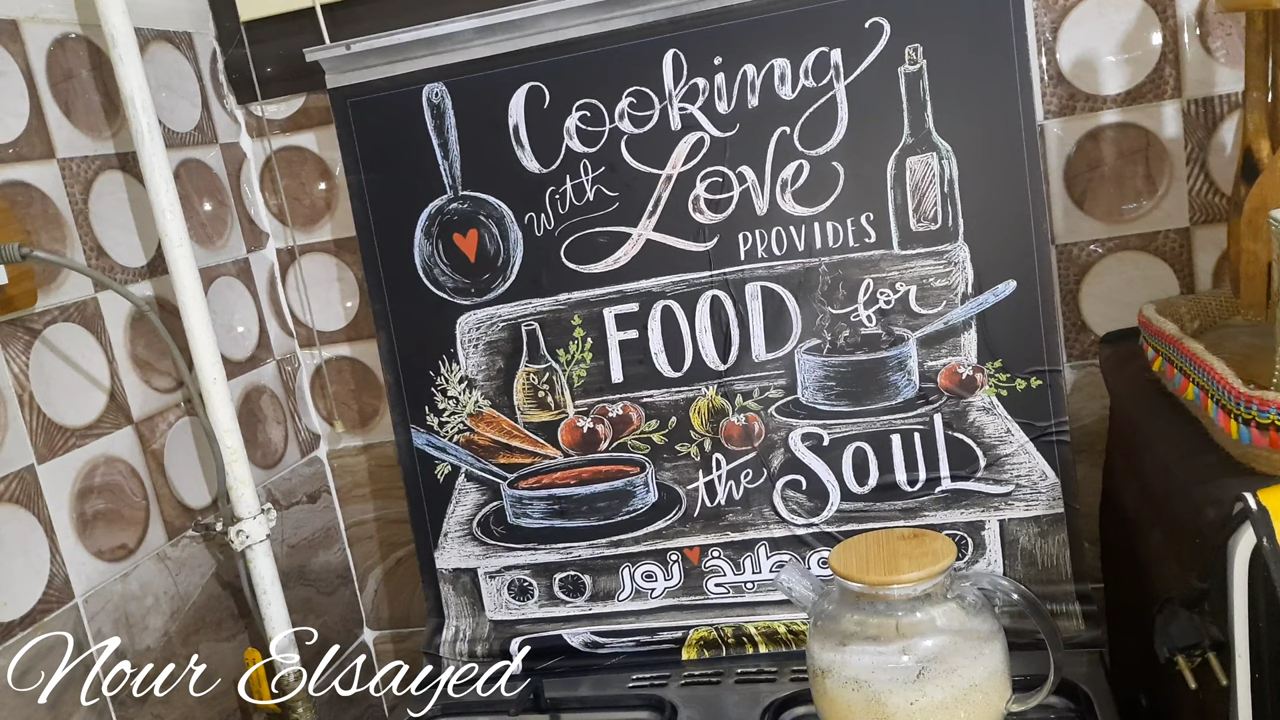 Cooking
with Love
PROVIDES
FOOD for
the SOUL
مطبخ نور
Nour Elsayed